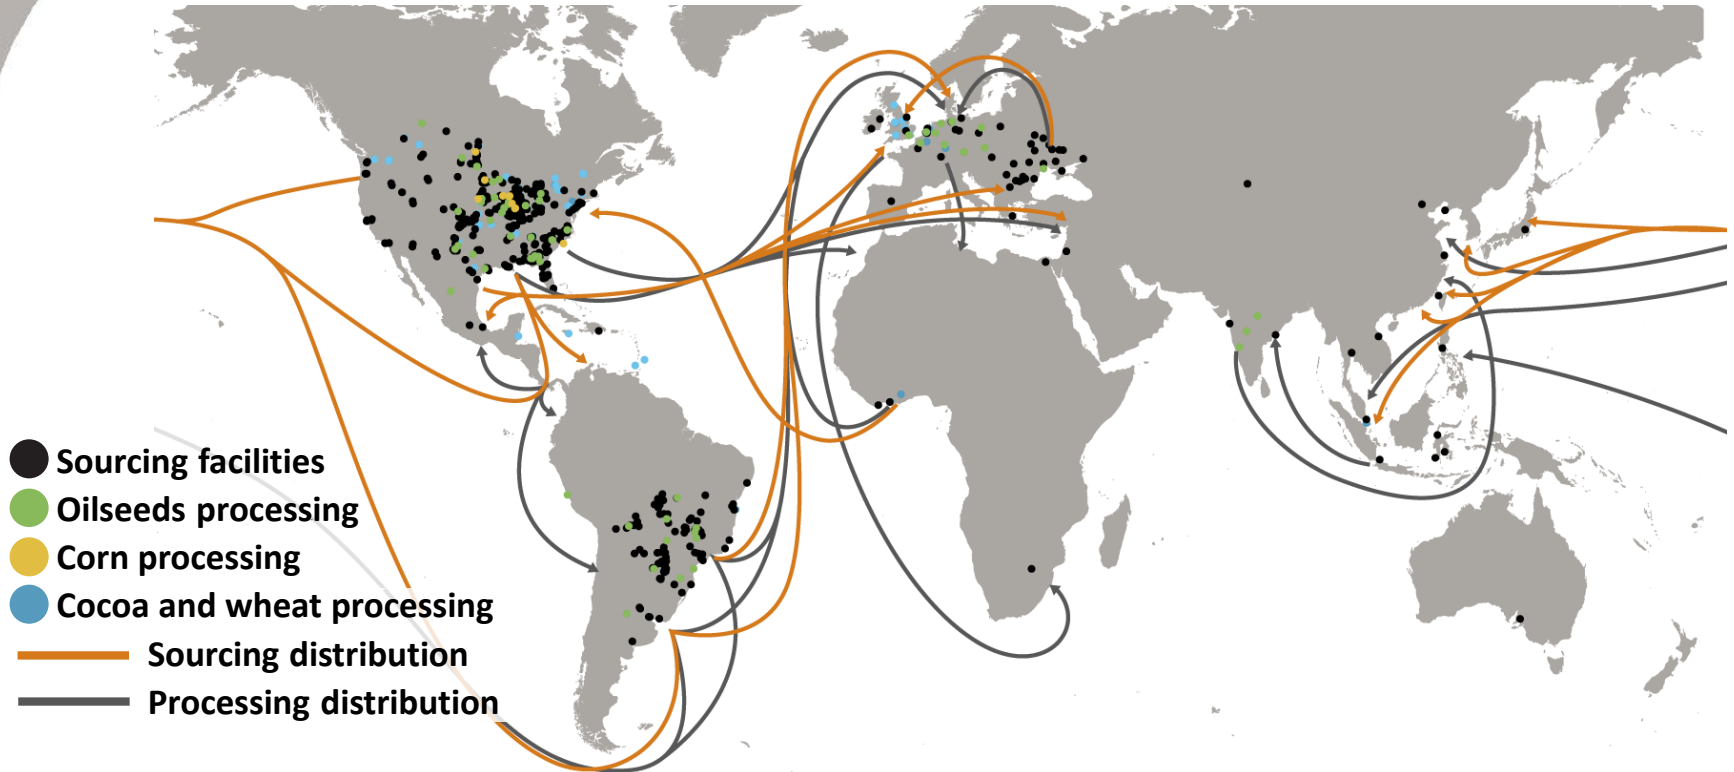 Sourcing facilities
Oilseeds processing
Corn processing
Cocoa and wheat processing
Sourcing distribution
Processing distribution